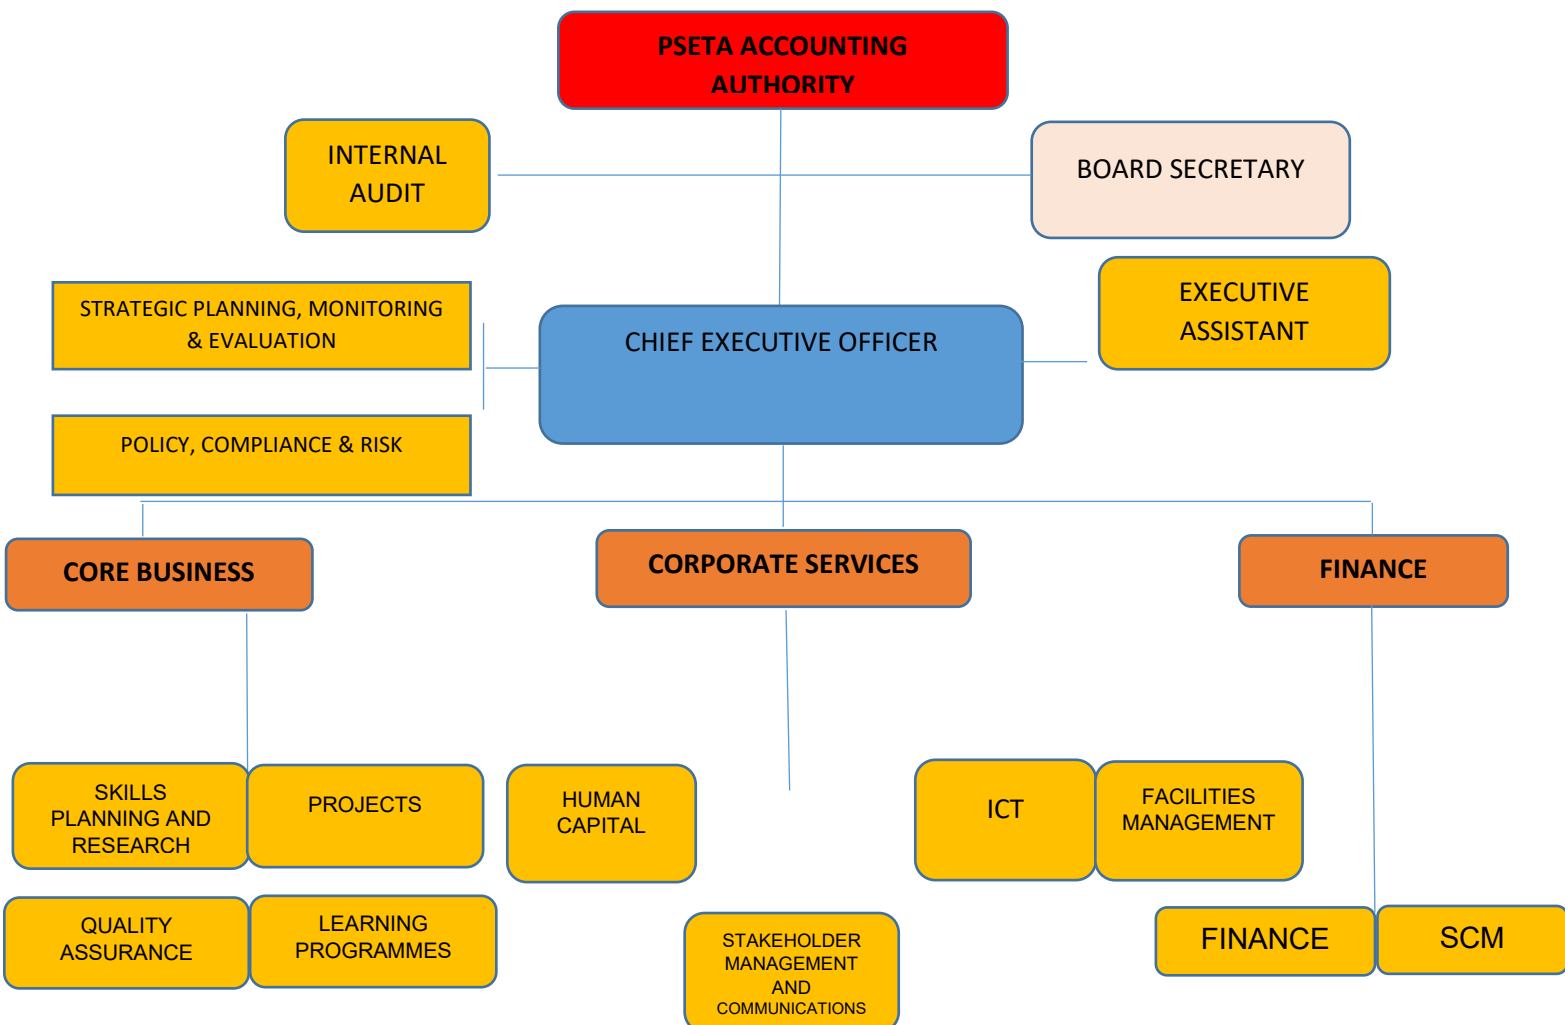 PSETA ACCOUNTING
AUTHORITY
INTERNAL
AUDIT
BOARD SECRETARY
STRATEGIC PLANNING, MONITORING
& EVALUATION
CHIEF EXECUTIVE OFFICER
EXECUTIVE
ASSISTANT
POLICY, COMPLIANCE & RISK
CORE BUSINESS
CORPORATE SERVICES
FINANCE
SKILLS
PLANNING AND
RESEARCH
PROJECTS
HUMAN
CAPITAL
ICT
FACILITIES
MANAGEMENT
QUALITY
ASSURANCE
LEARNING
PROGRAMMES
STAKEHOLDER
MANAGEMENT
AND
COMMUNICATIONS
FINANCE
SCM